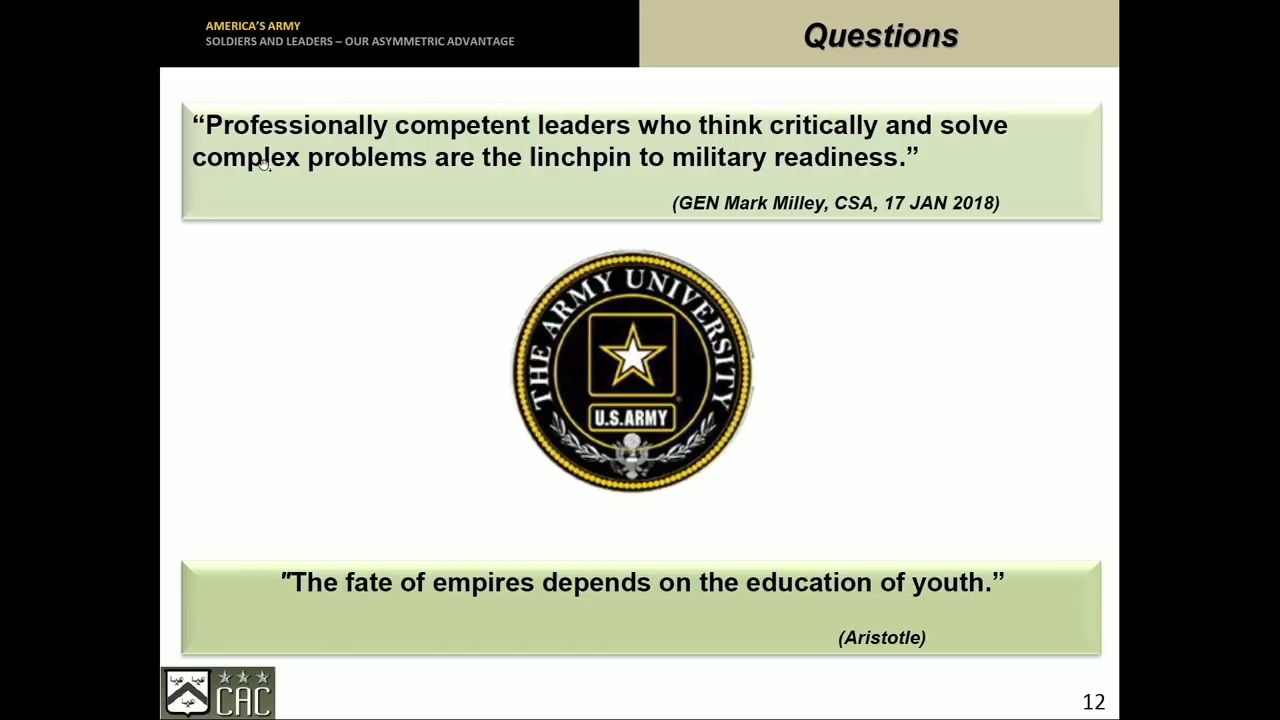 AMERICA'S ARMY
SOLDIERS AND LEADERS – OUR ASYMMETRIC ADVANTAGE
Questions
“Professionally competent leaders who think critically and solve
complex problems are the linchpin to military readiness.”
(GEN Mark Milley, CSA, 17 JAN 2018)
THE ARMY UNIVERSITY
U.S.ARMY
"The fate of empires depends on the education of youth.”
(Aristotle)
CAC
12